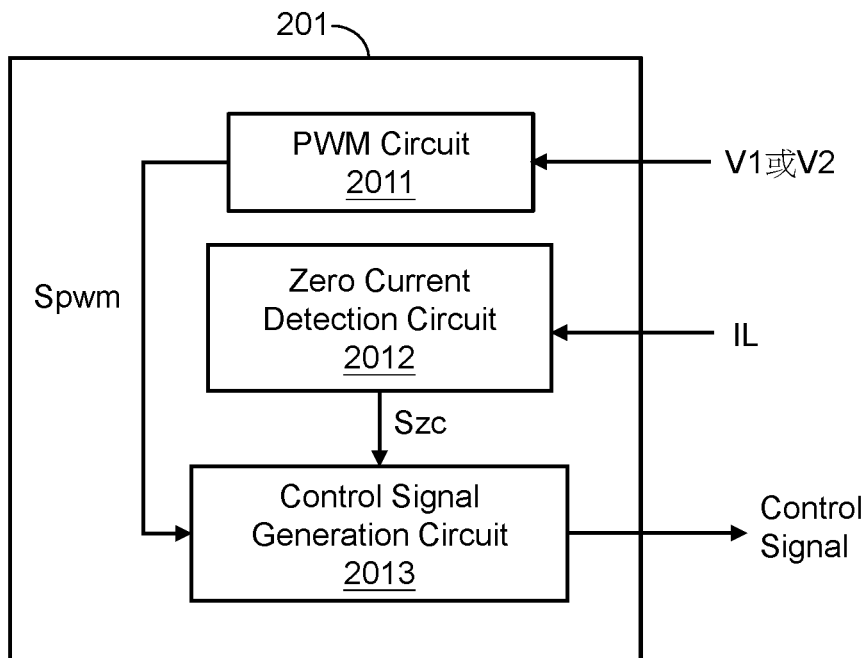 201
PWM Circuit
2011
V1或V2
Spwm
Zero Current
Detection Circuit
2012
IL
Szc
Control Signal
Generation Circuit
2013
Control
Signal